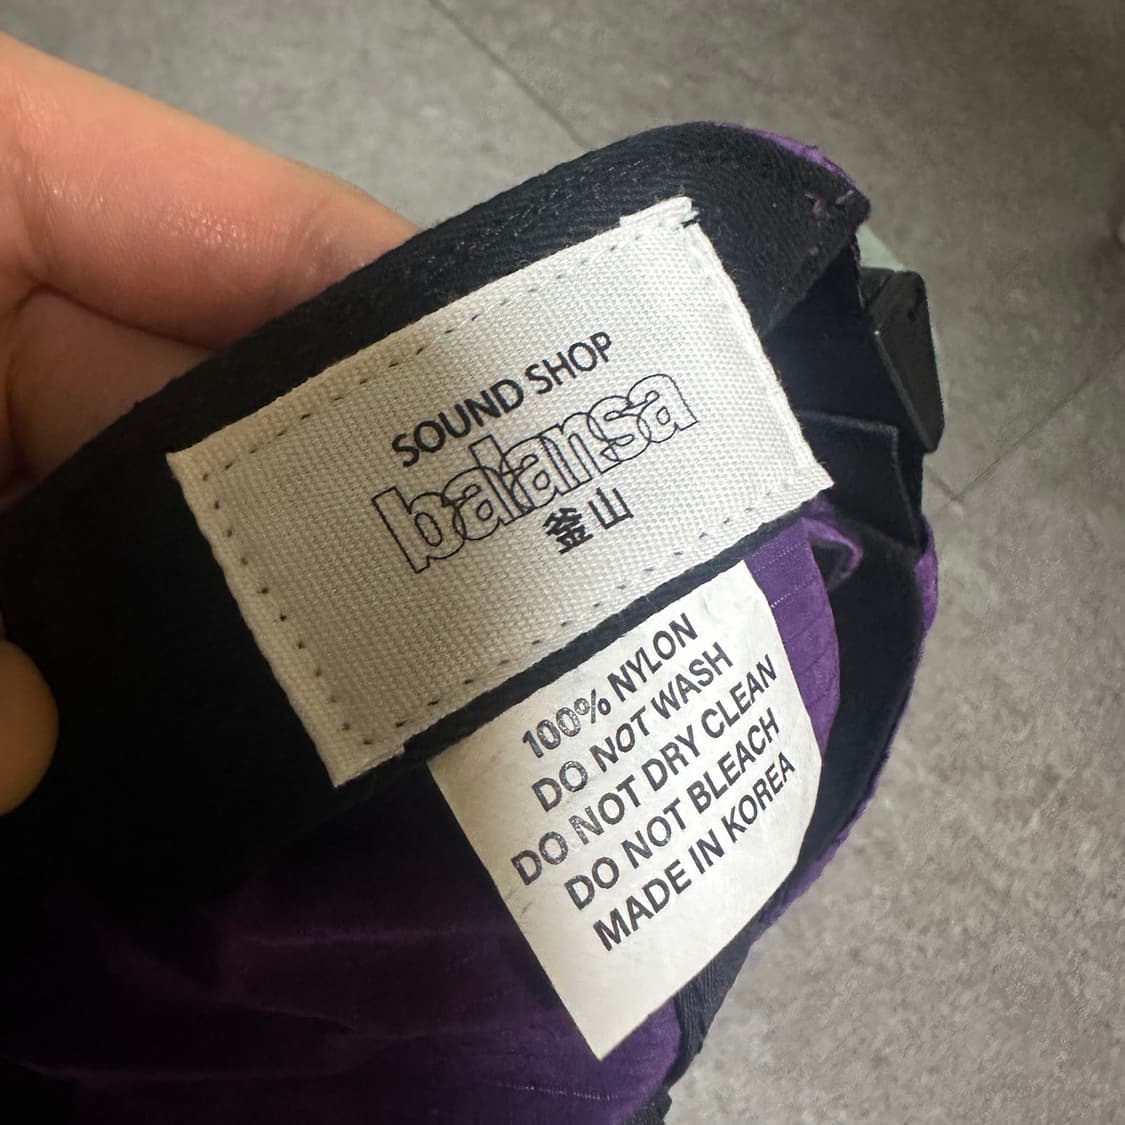 SOUND SHOP
balansa
釜山
100% NYLON
DO NOT WASH
DO NOT DRY CLEAN
DO NOT BLEACH
MADE IN KOREA